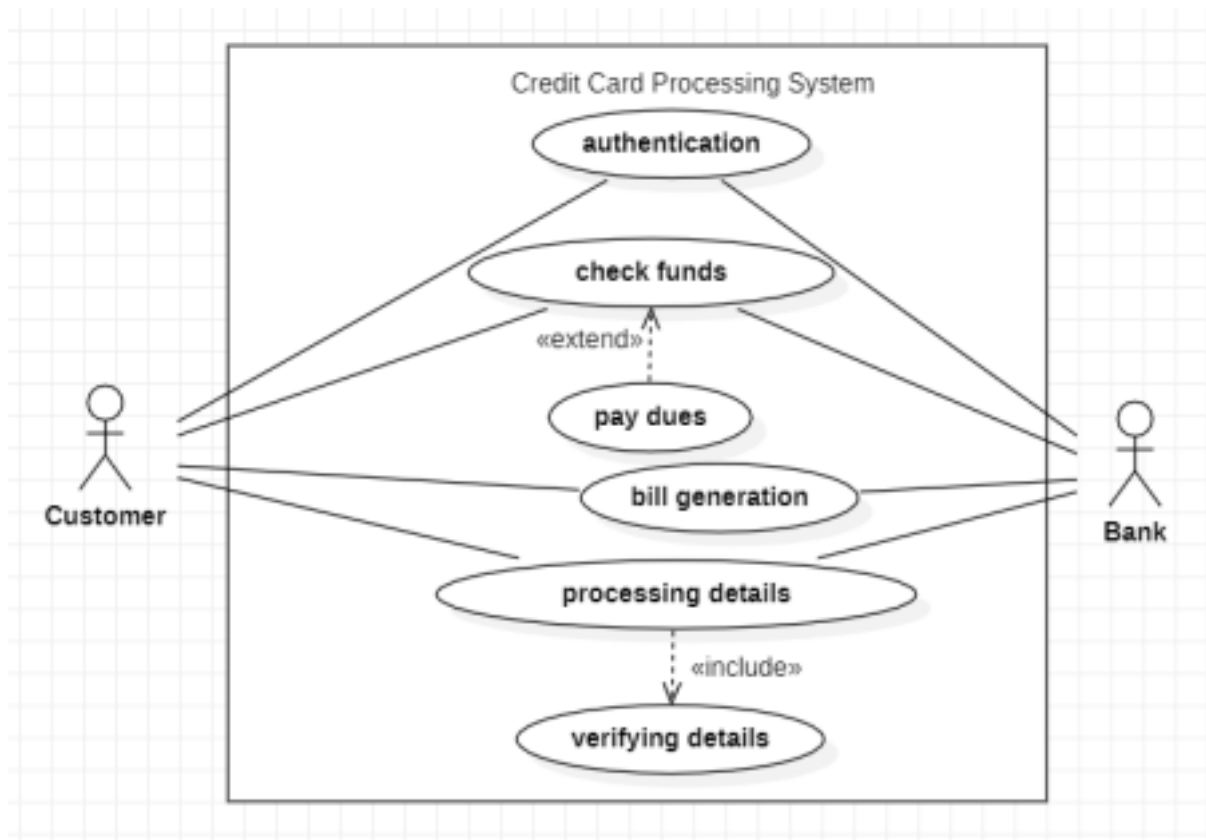 Credit Card Processing System
authentication
check funds
«extend»
pay dues
bill generation
Customer
Bank
processing details
«include»
verifying details